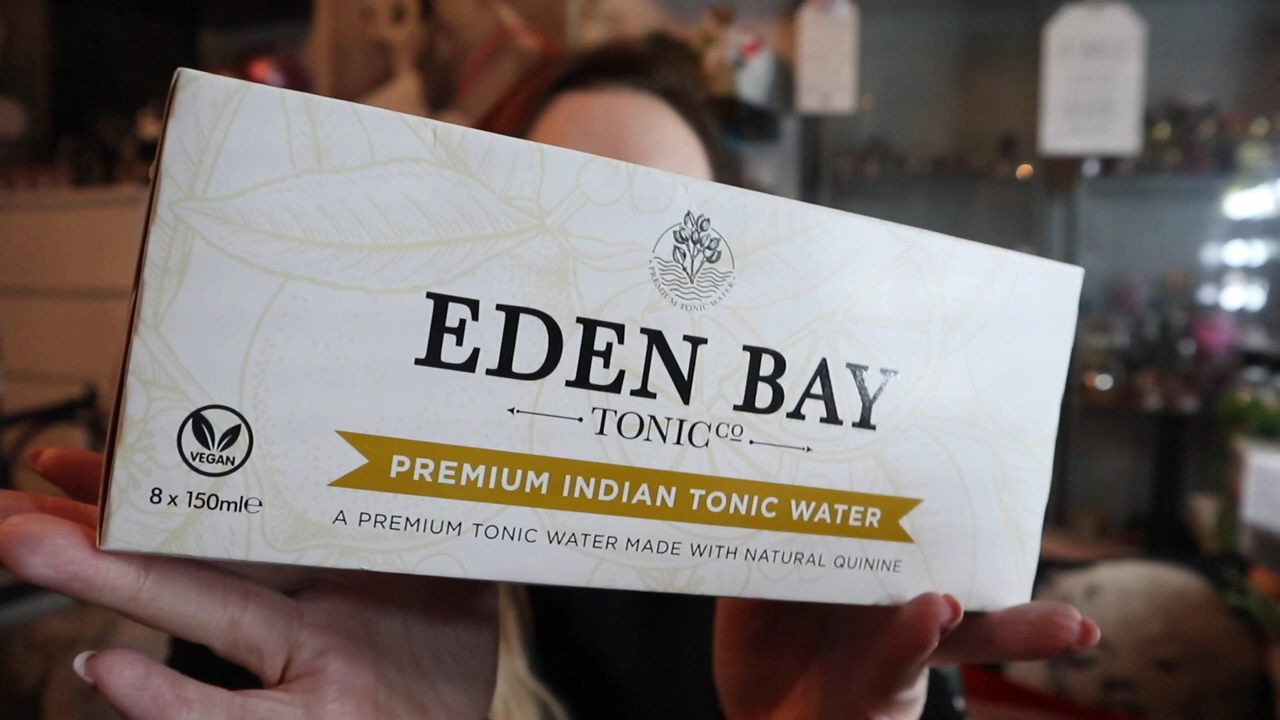 PREMIUM TONIC WATER
EDEN BAY
TONIC CO
PREMIUM INDIAN TONIC WATER
A PREMIUM TONIC WATER MADE WITH NATURAL QUININE
VEGAN
8 x 150ml℮